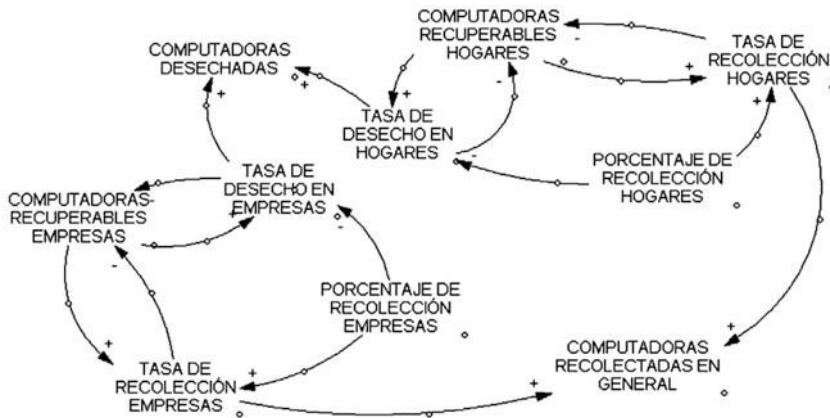 COMPUTADORAS
RECUPERABLES
HOGARES
COMPUTADORAS
DESECHADAS
TASA DE
RECOLECCIÓN
HOGARES
TASA DE
DESECHO EN
HOGARES
PORCENTAJE DE
RECOLECCIÓN
HOGARES
TASA DE
DESECHO EN
EMPRESAS
COMPUTADORAS-
RECUPERABLES
EMPRESAS
PORCENTAJE DE
RECOLECCIÓN
EMPRESAS
COMPUTADORAS
RECOLECTADAS EN
GENERAL
TASA DE
RECOLECCIÓN
EMPRESAS